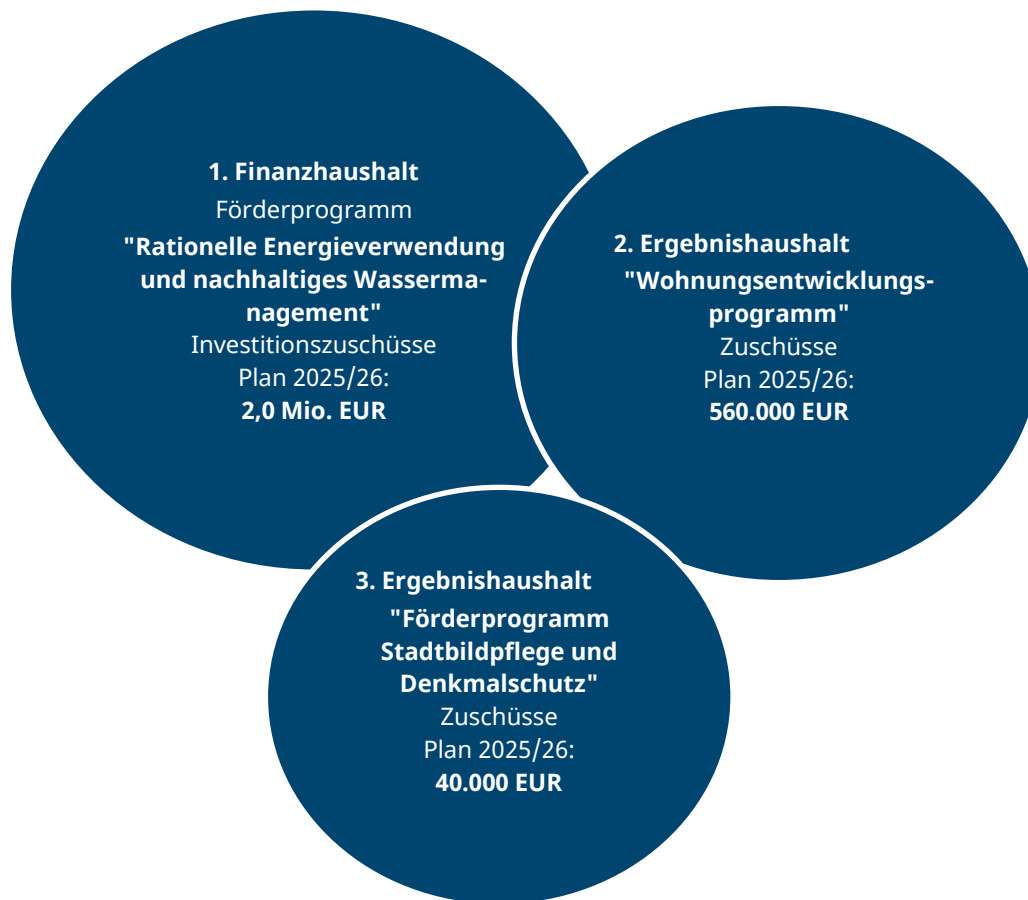 1. Finanzhaushalt
Förderprogramm
"Rationelle Energieverwendung
und nachhaltiges Wasserma-
nagement"
Investitionszuschüsse
Plan 2025/26:
2,0 Mio. EUR
2. Ergebnishaushalt
"Wohnungsentwicklungs-
programm"
Zuschüsse
Plan 2025/26:
560.000 EUR
3. Ergebnishaushalt
"Förderprogramm
Stadtbildpflege und
Denkmalschutz"
Zuschüsse
Plan 2025/26:
40.000 EUR